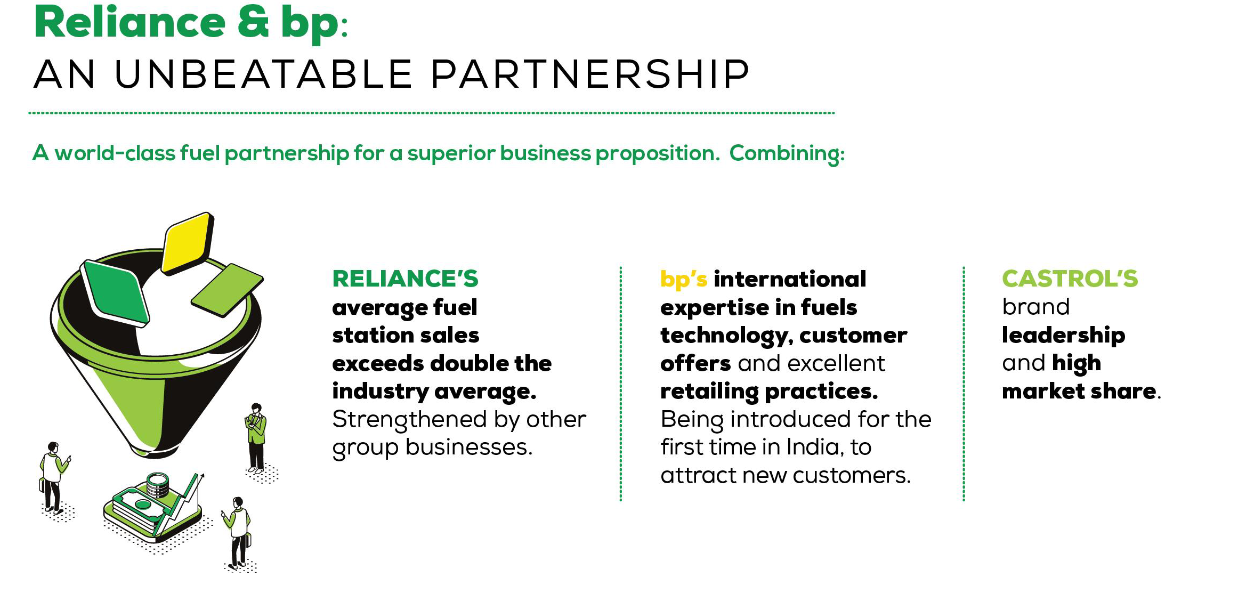 Reliance & bp:
AN UNBEATABLE PARTNERSHIP
A world-class fuel partnership for a superior business proposition. Combining:
RELIANCE'S
average fuel
station sales
exceeds double the
industry average.
Strengthened by other
group businesses.
bp's international
expertise in fuels
technology, customer
offers and excellent
retailing practices.
Being introduced for the
first time in India, to
attract new customers.
CASTROL'S
brand
leadership
and high
market share.